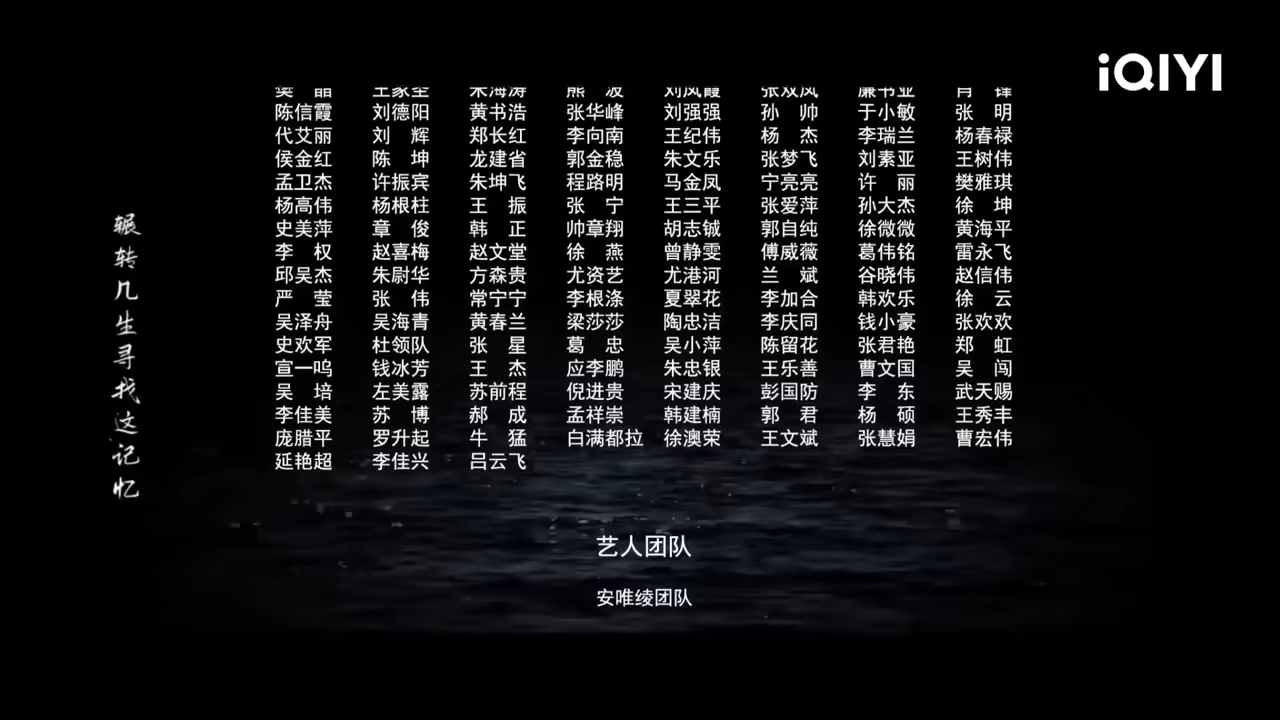 iQIYI
陈信霞 刘德阳 黄书浩 张华峰 刘强强 孙 帅 于小敏 张 明
代艾丽 刘 辉 郑长红 李向南 王纪伟 杨 杰 李瑞兰 杨春禄
侯金红 陈 坤 龙建省 郭金稳 朱文乐 张梦飞 刘素亚 王树伟
孟卫杰 许振宾 朱坤飞 程路明 马金凤 宁亮亮 许 丽 樊雅琪
杨高伟 杨根柱 王 振 张 宁 王三平 张爱萍 孙大杰 徐 坤
史美萍 章 俊 韩 正 帅章翔 胡志铖 郭自纯 徐微微 黄海平
李 权 赵喜梅 赵文堂 徐 燕 曾静雯 傅威薇 葛伟铭 雷永飞
邱吴杰 朱尉华 方森贵 尤资艺 尤港河 兰 斌 谷晓伟 赵信伟
严 莹 张 伟 常宁宁 李根涤 夏翠花 李加合 韩欢乐 徐 云
吴泽舟 吴海青 黄春兰 梁莎莎 陶忠洁 李庆同 钱小豪 张欢欢
史欢军 杜领队 张 星 葛 忠 吴小萍 陈留花 张君艳 郑 虹
宣一鸣 钱冰芳 王 杰 应李鹏 朱忠银 王乐善 曹文国 吴 闯
吴 培 左美露 苏前程 倪进贵 宋建庆 彭国防 李 东 武天赐
李佳美 苏 博 郝 成 孟祥崇 韩建楠 郭 君 杨 硕 王秀丰
庞腊平 罗升起 牛 猛 白满都拉 徐澳荣 王文斌 张慧娟 曹宏伟
延艳超 李佳兴 吕云飞
辗转几生寻找这记忆
艺人团队
安唯绫团队